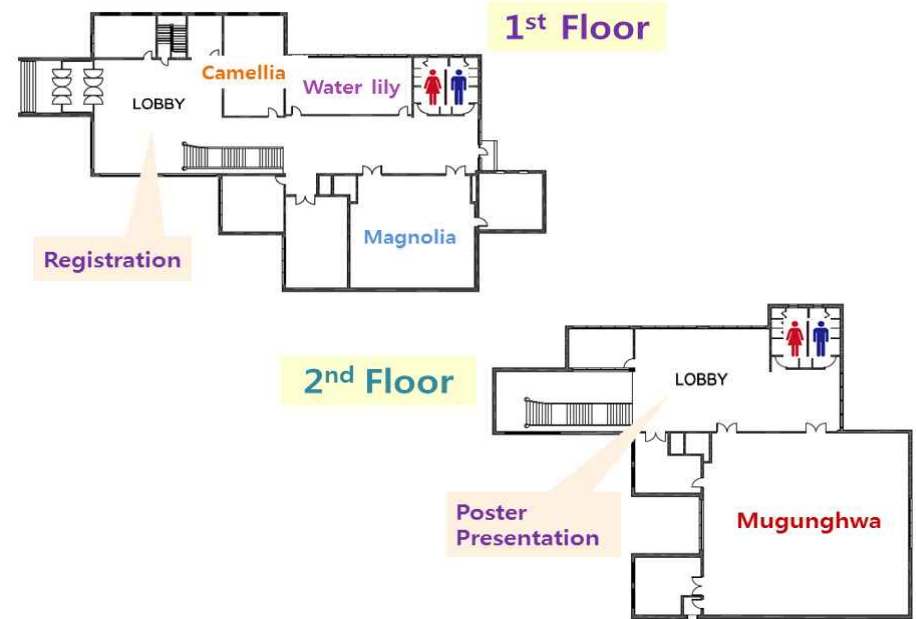 1st Floor
Camellia
Water lily
LOBBY
Magnolia
Registration
2nd Floor
LOBBY
Poster
Presentation
Mugunghwa